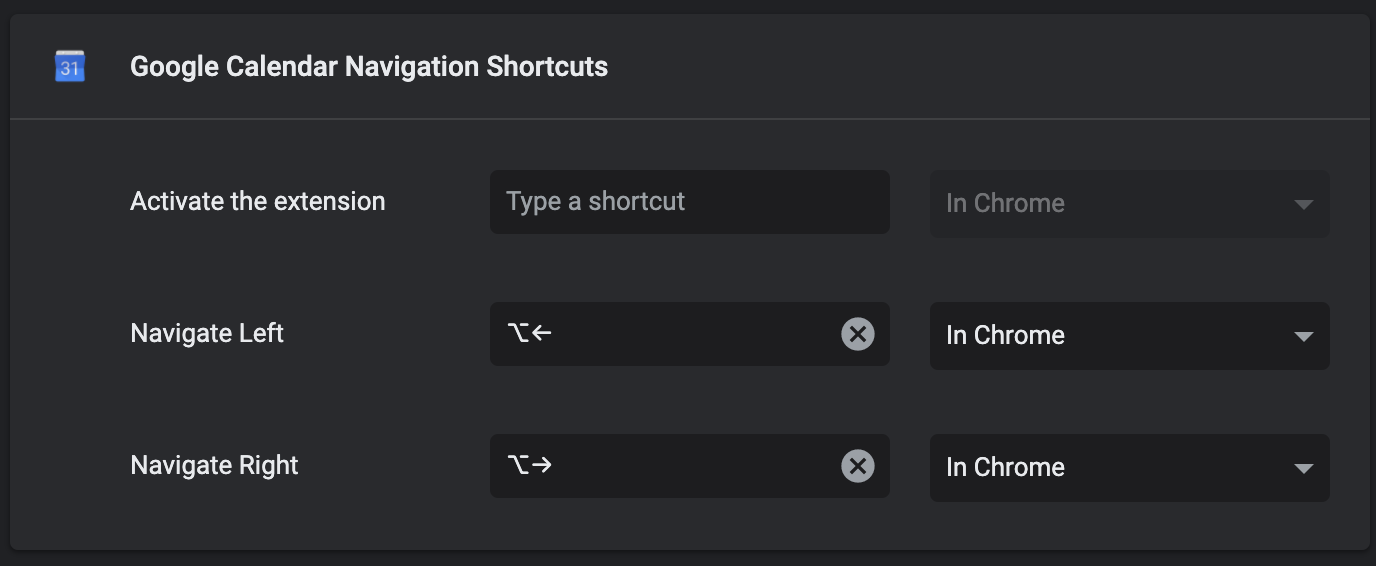 31
Google Calendar Navigation Shortcuts
Activate the extension
Type a shortcut
In Chrome
Navigate Left
⌥←
In Chrome
Navigate Right
⌥→
In Chrome